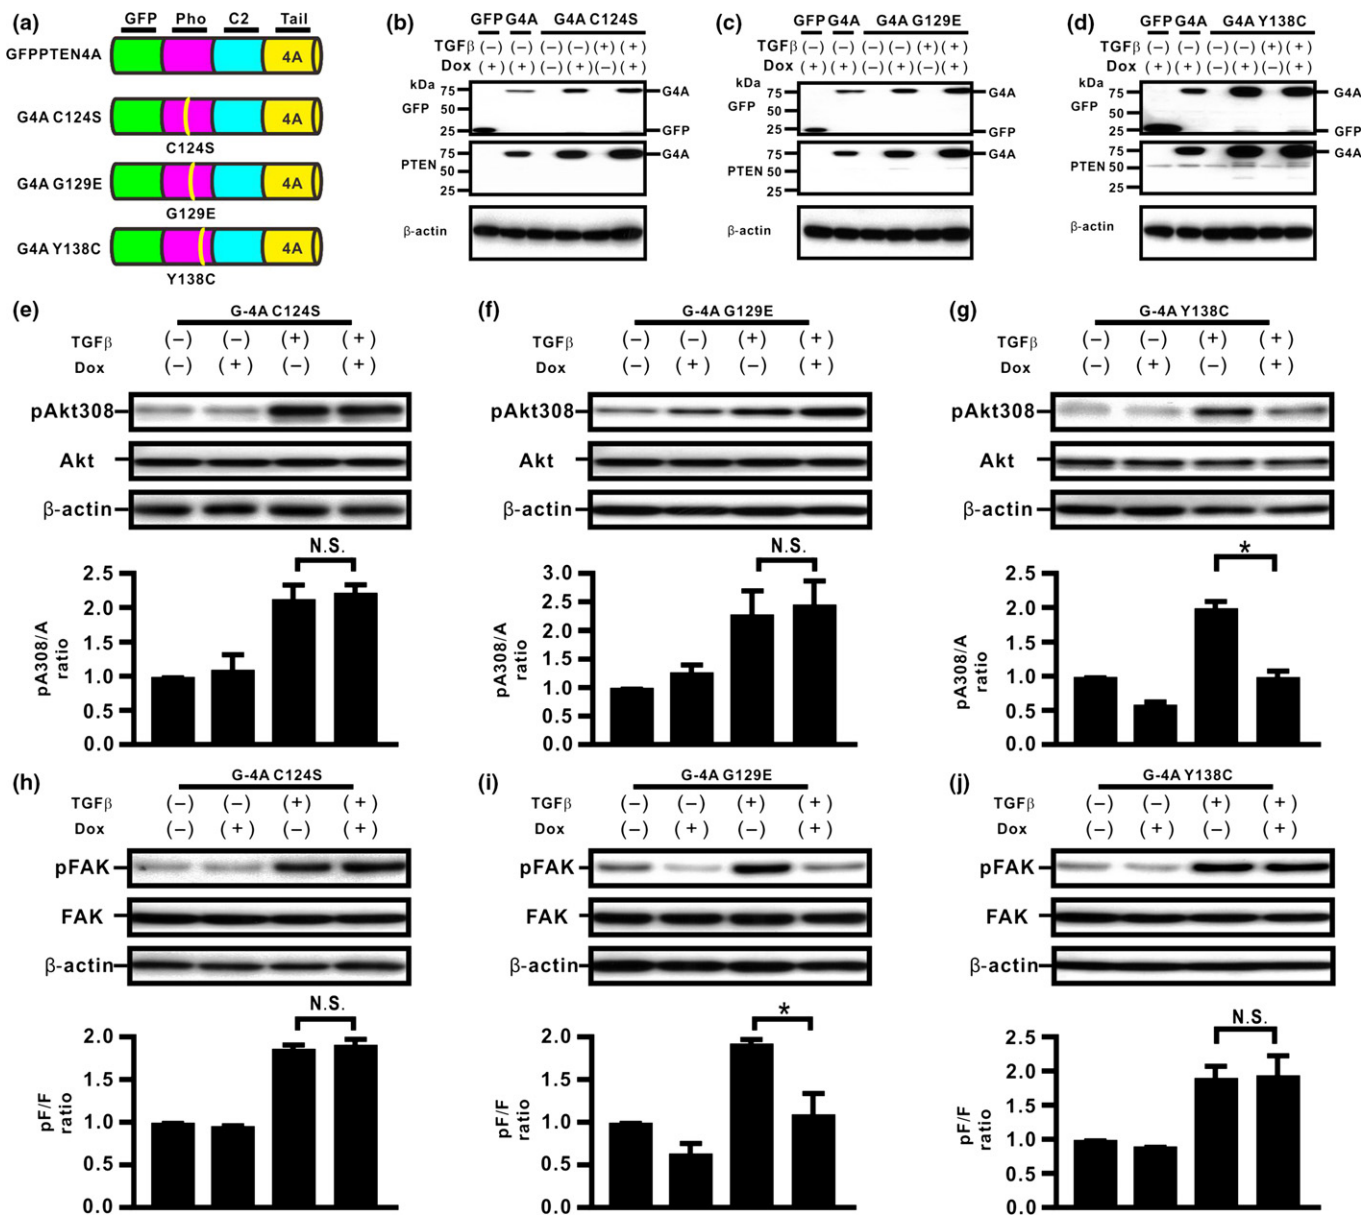 (a)
GFP Pho C2 Tail
GFPPTEN4A 4A
G4A C124S 4A
C124S
G4A G129E 4A
G129E
G4A Y138C 4A
Y138C
(b)
GFP G4A G4A C124S
TGFβ (–) (–) (–) (–) (+) (+)
Dox (+) (+) (–) (+) (–) (+)
kDa
75 G4A
GFP 50
25 GFP
75 G4A
PTEN 50
25
β-actin
(c)
GFP G4A G4A G129E
TGFβ (–) (–) (–) (–) (+) (+)
Dox (+) (+) (–) (+) (–) (+)
kDa
75 G4A
GFP 50
25 GFP
75 G4A
PTEN 50
25
β-actin
(d)
GFP G4A G4A Y138C
TGFβ (–) (–) (–) (–) (+) (+)
Dox (+) (+) (–) (+) (–) (+)
kDa
75 G4A
GFP 50
25 GFP
75 G4A
PTEN 50
25
β-actin
(e)
G-4A C124S
TGFβ (–) (–) (+) (+)
Dox (–) (+) (–) (+)
pAkt308
Akt
β-actin
N.S.
2.5
2.0
1.5
1.0
0.5
0.0
pA308/A
ratio
(f)
G-4A G129E
TGFβ (–) (–) (+) (+)
Dox (–) (+) (–) (+)
pAkt308
Akt
β-actin
N.S.
3.0
2.5
2.0
1.5
1.0
0.5
0.0
pA308/A
ratio
(g)
G-4A Y138C
TGFβ (–) (–) (+) (+)
Dox (–) (+) (–) (+)
pAkt308
Akt
β-actin
*
2.5
2.0
1.5
1.0
0.5
0.0
pA308/A
ratio
(h)
G-4A C124S
TGFβ (–) (–) (+) (+)
Dox (–) (+) (–) (+)
pFAK
FAK
β-actin
N.S.
2.0
1.5
1.0
0.5
0.0
pF/F
ratio
(i)
G-4A G129E
TGFβ (–) (–) (+) (+)
Dox (–) (+) (–) (+)
pFAK
FAK
β-actin
*
2.0
1.5
1.0
0.5
0.0
pF/F
ratio
(j)
G-4A Y138C
TGFβ (–) (–) (+) (+)
Dox (–) (+) (–) (+)
pFAK
FAK
β-actin
N.S.
2.5
2.0
1.5
1.0
0.5
0.0
pF/F
ratio